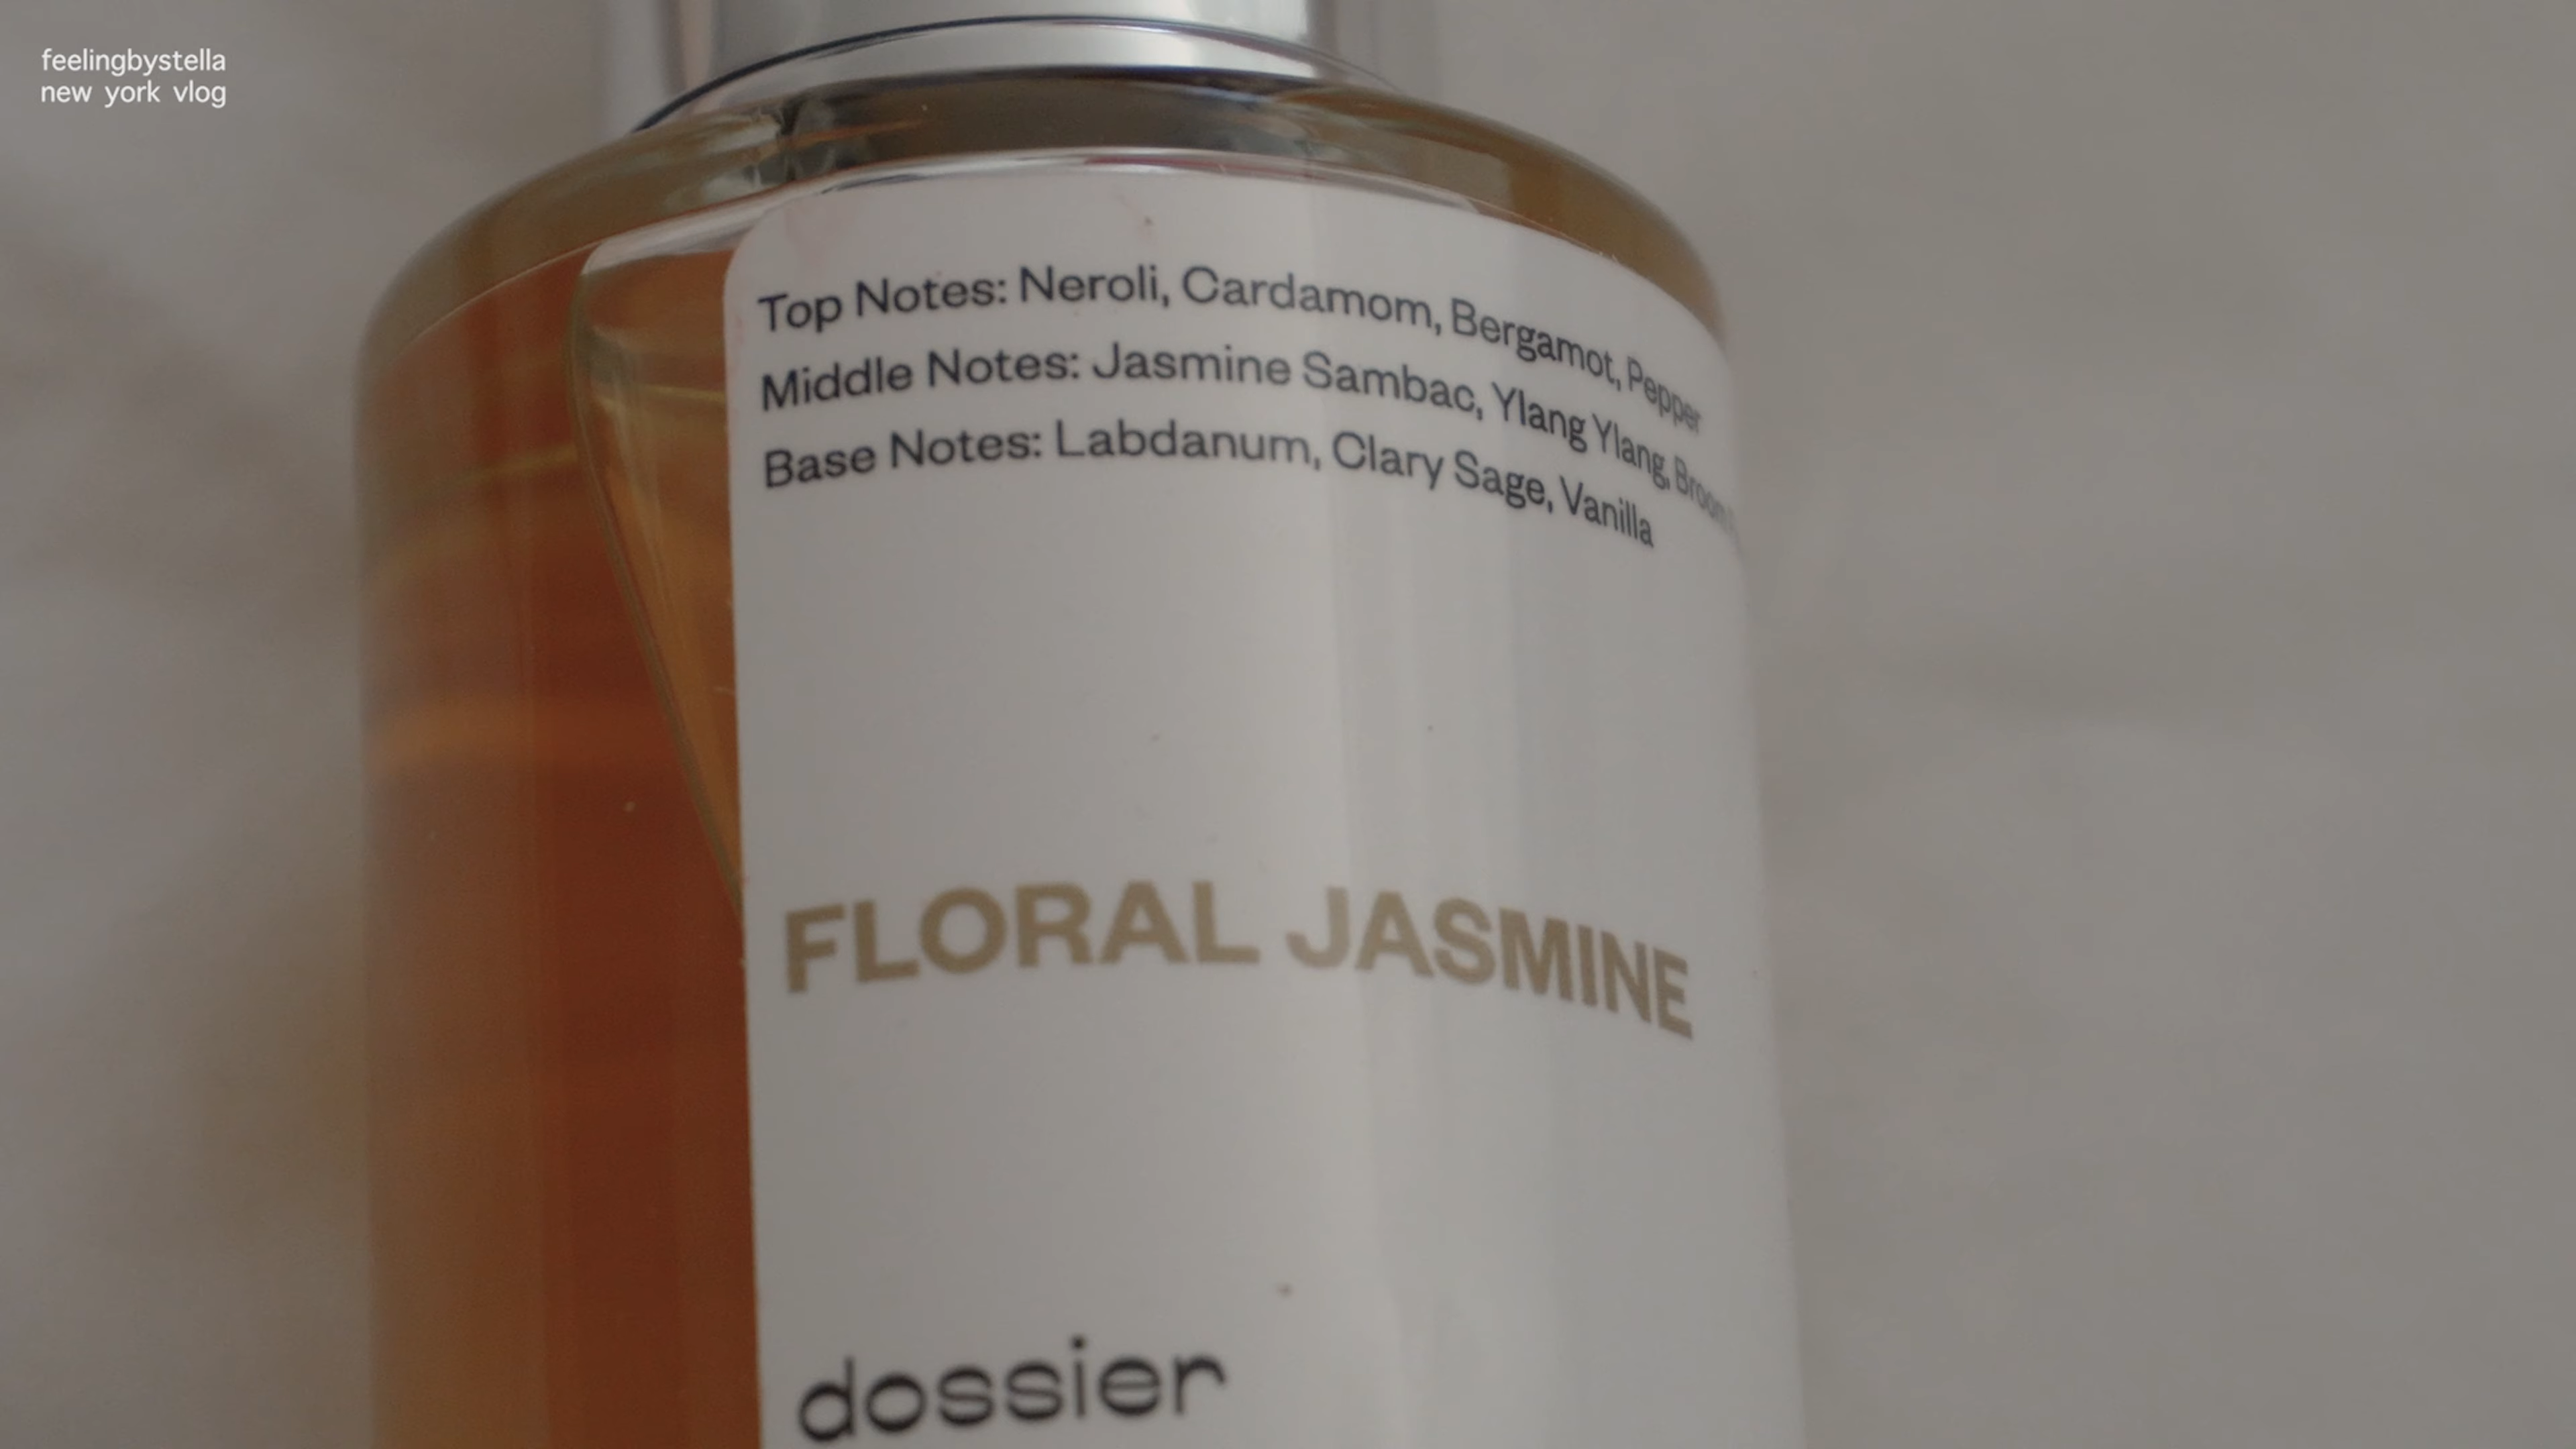 feelingbystella
new york vlog
Top Notes: Neroli, Cardamom, Bergamot, Pepper
Middle Notes: Jasmine Sambac, Ylang Ylang, Broom
Base Notes: Labdanum, Clary Sage, Vanilla
FLORAL JASMINE
dossier